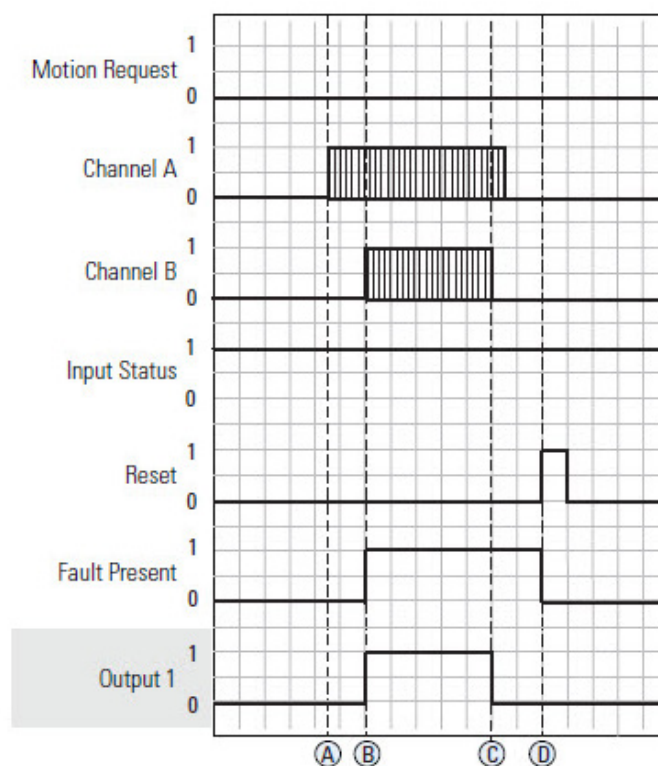 1
Motion Request
0
1
Channel A
0
1
Channel B
0
1
Input Status
0
1
Reset
0
1
Fault Present
0
1
Output 1
0
A B C D